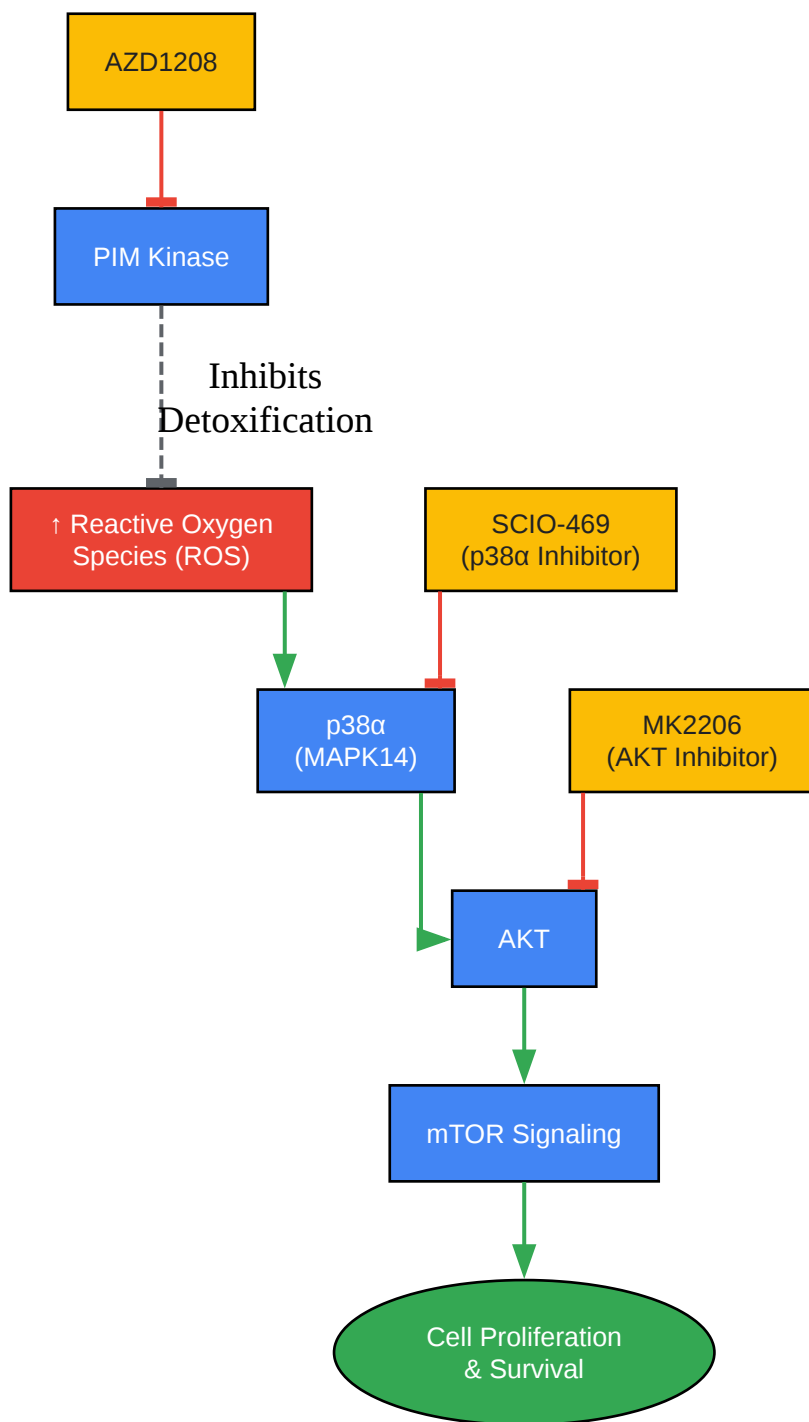 AZD1208
PIM Kinase
Inhibits
Detoxification
↑ Reactive Oxygen
Species (ROS)
SCIO-469
(p38α Inhibitor)
p38α
(MAPK14)
MK2206
(AKT Inhibitor)
AKT
mTOR Signaling
Cell Proliferation
& Survival